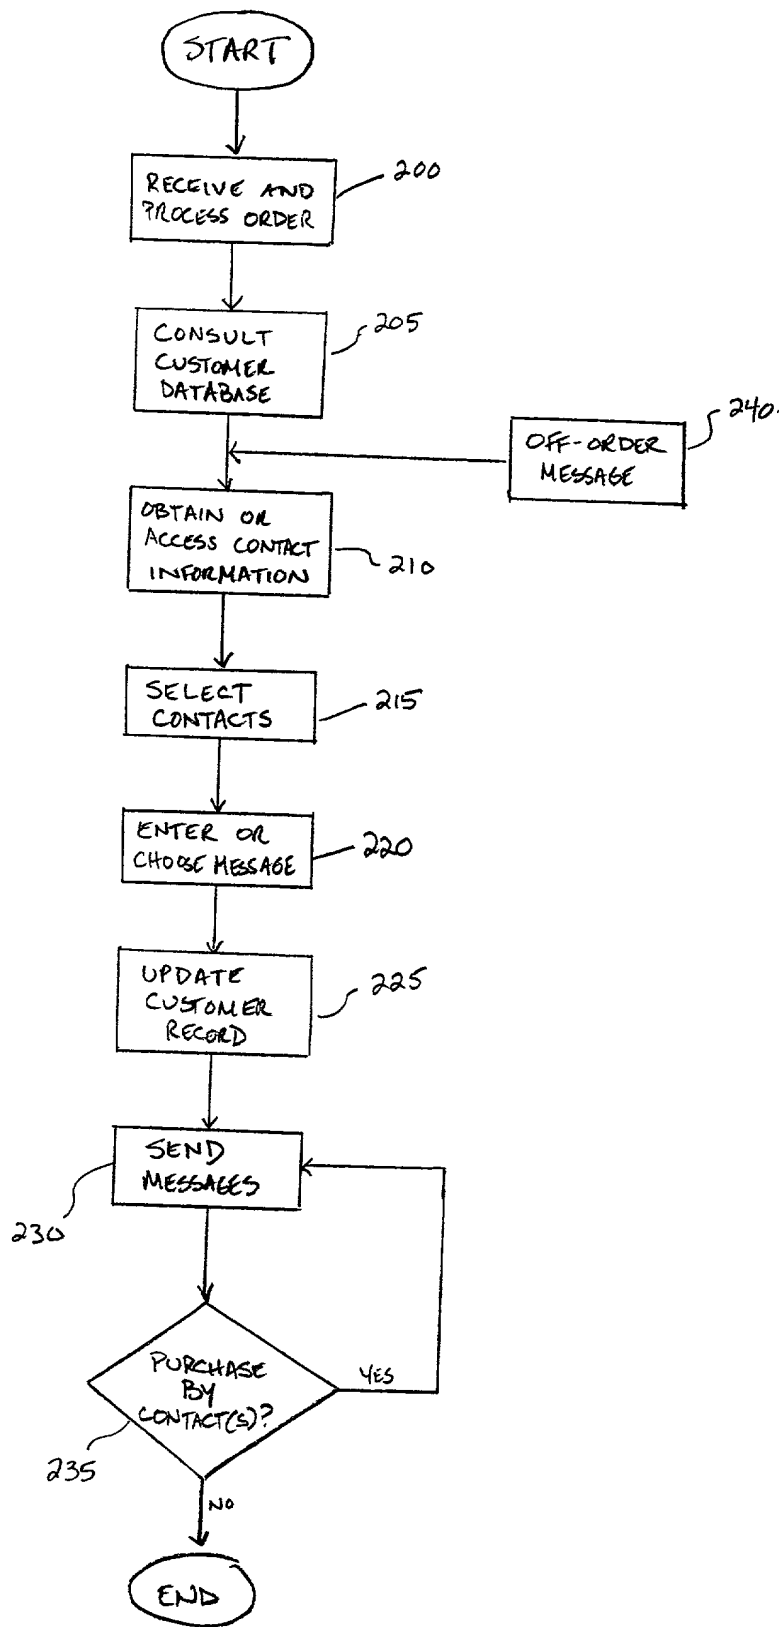 START
RECEIVE AND
PROCESS ORDER
200
CONSULT
CUSTOMER
DATABASE
205
OFF-ORDER
MESSAGE
240
OBTAIN OR
ACCESS CONTACT
INFORMATION
210
SELECT
CONTACTS
215
ENTER OR
CHOOSE MESSAGE
220
UPDATE
CUSTOMER
RECORD
225
SEND
MESSAGES
230
PURCHASE
BY
CONTACT(S)?
YES
235
NO
END